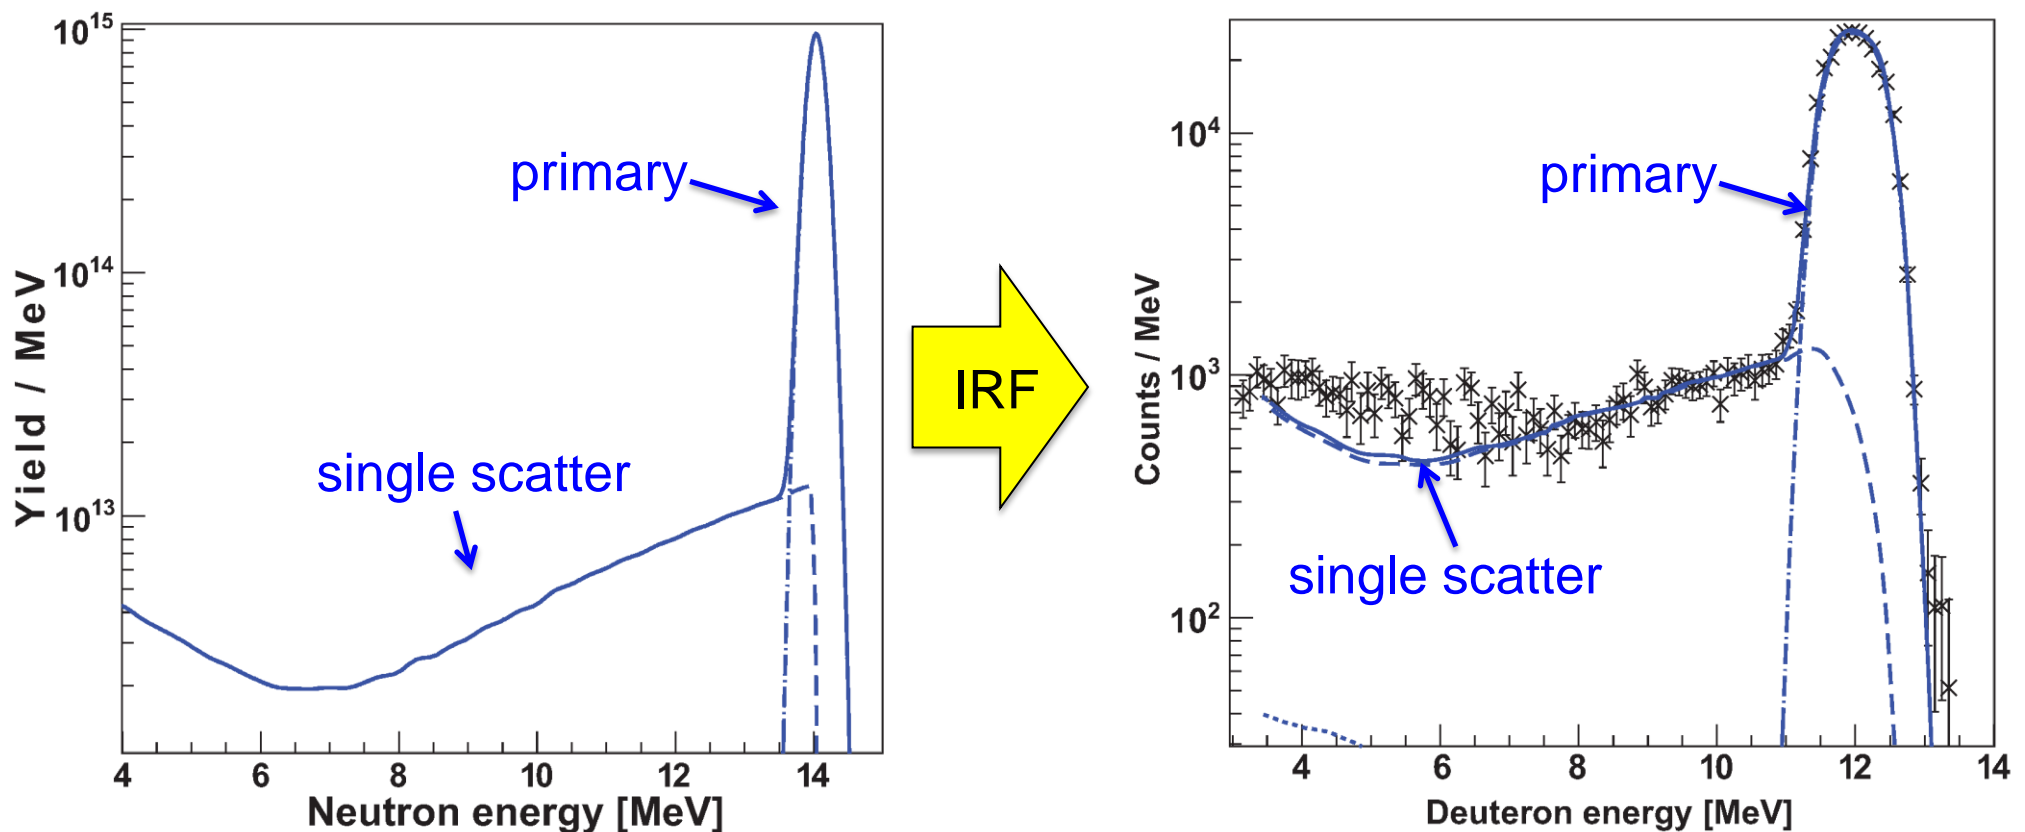 10^15
10^14
10^13
Yield / MeV
primary
single scatter
4 6 8 10 12 14
Neutron energy [MeV]
IRF
10^4
10^3
10^2
Counts / MeV
primary
single scatter
4 6 8 10 12 14
Deuteron energy [MeV]